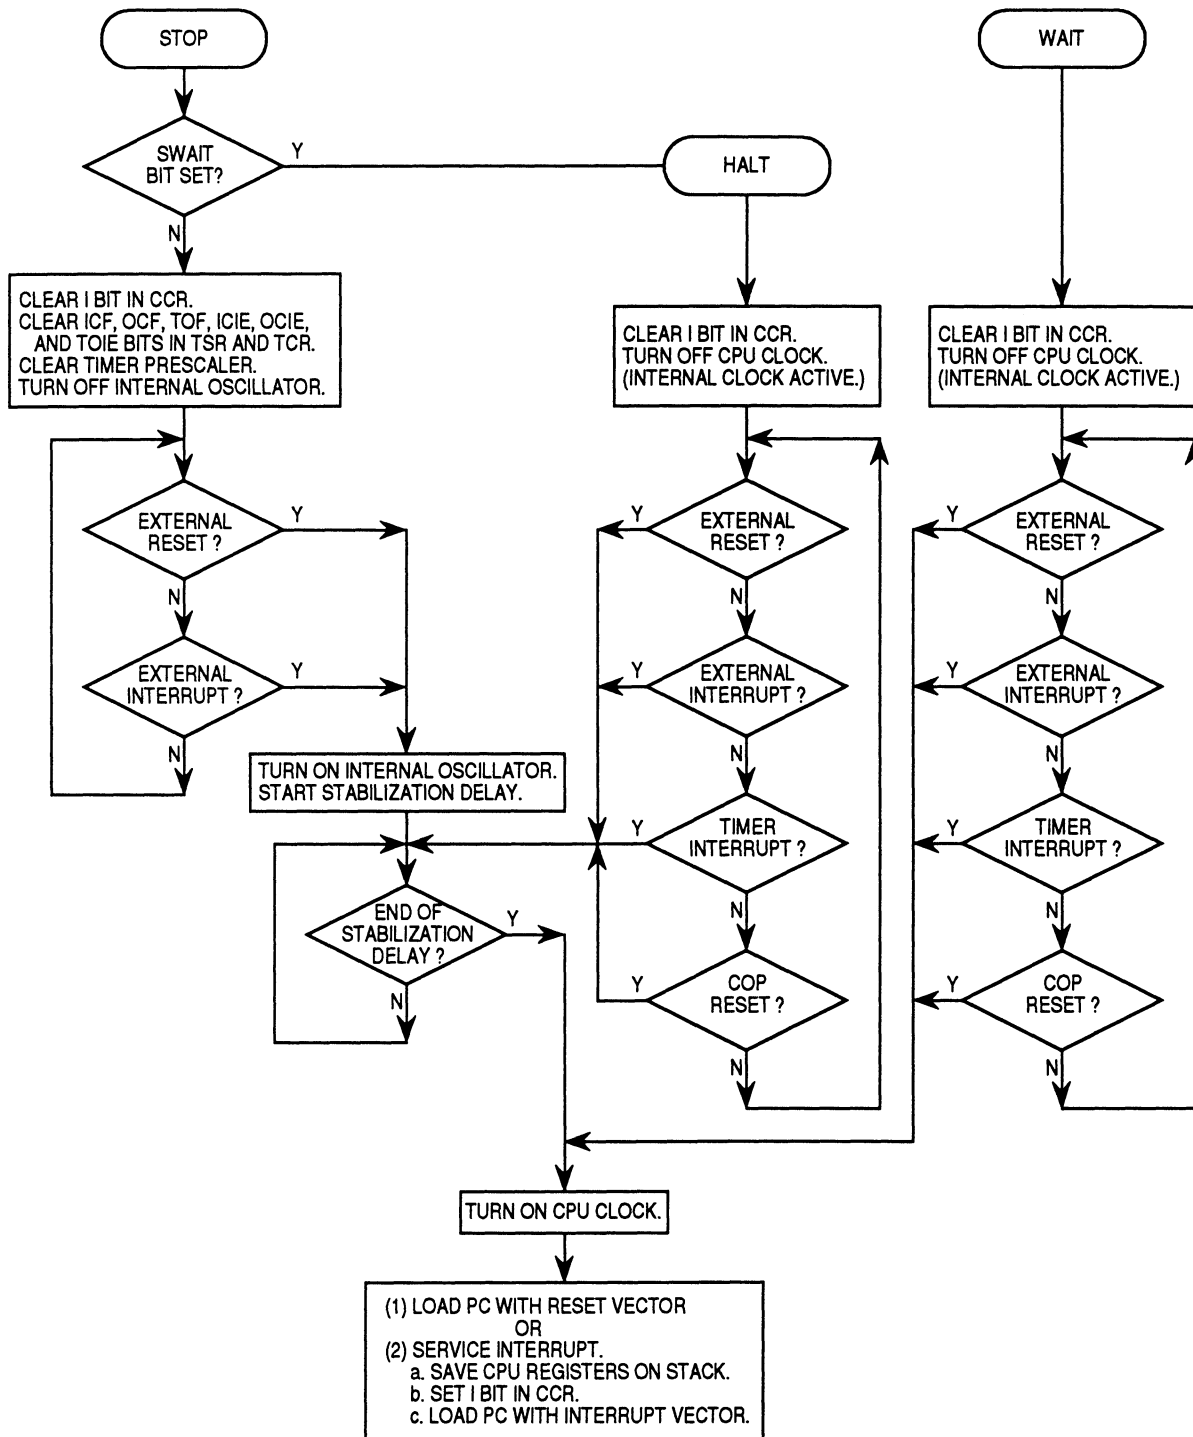 STOP
WAIT
SWAIT
BIT SET?
Y
HALT
N
CLEAR I BIT IN CCR.
CLEAR ICF, OCF, TOF, ICIE, OCIE,
AND TOIE BITS IN TSR AND TCR.
CLEAR TIMER PRESCALER.
TURN OFF INTERNAL OSCILLATOR.
CLEAR I BIT IN CCR.
TURN OFF CPU CLOCK.
(INTERNAL CLOCK ACTIVE.)
CLEAR I BIT IN CCR.
TURN OFF CPU CLOCK.
(INTERNAL CLOCK ACTIVE.)
EXTERNAL
RESET ?
Y
N
EXTERNAL
INTERRUPT ?
Y
N
TURN ON INTERNAL OSCILLATOR.
START STABILIZATION DELAY.
END OF
STABILIZATION
DELAY ?
Y
N
Y
EXTERNAL
RESET ?
N
Y
EXTERNAL
INTERRUPT ?
N
Y
TIMER
INTERRUPT ?
N
Y
COP
RESET ?
N
Y
EXTERNAL
RESET ?
N
Y
EXTERNAL
INTERRUPT ?
N
Y
TIMER
INTERRUPT ?
N
Y
COP
RESET ?
N
TURN ON CPU CLOCK.
(1) LOAD PC WITH RESET VECTOR
OR
(2) SERVICE INTERRUPT.
a. SAVE CPU REGISTERS ON STACK.
b. SET I BIT IN CCR.
c. LOAD PC WITH INTERRUPT VECTOR.